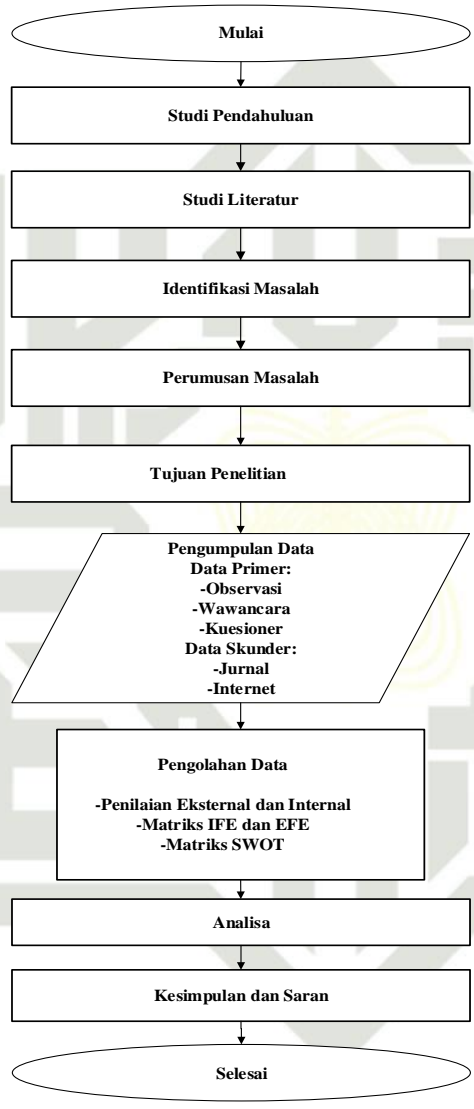 Mulai
Studi Pendahuluan
Studi Literatur
Identifikasi Masalah
Perumusan Masalah
Tujuan Penelitian
Pengumpulan Data
Data Primer:
-Observasi
-Wawancara
-Kuesioner
Data Skunder:
-Jurnal
-Internet
Pengolahan Data
-Penilaian Eksternal dan Internal
-Matriks IFE dan EFE
-Matriks SWOT
Analisa
Kesimpulan dan Saran
Selesai